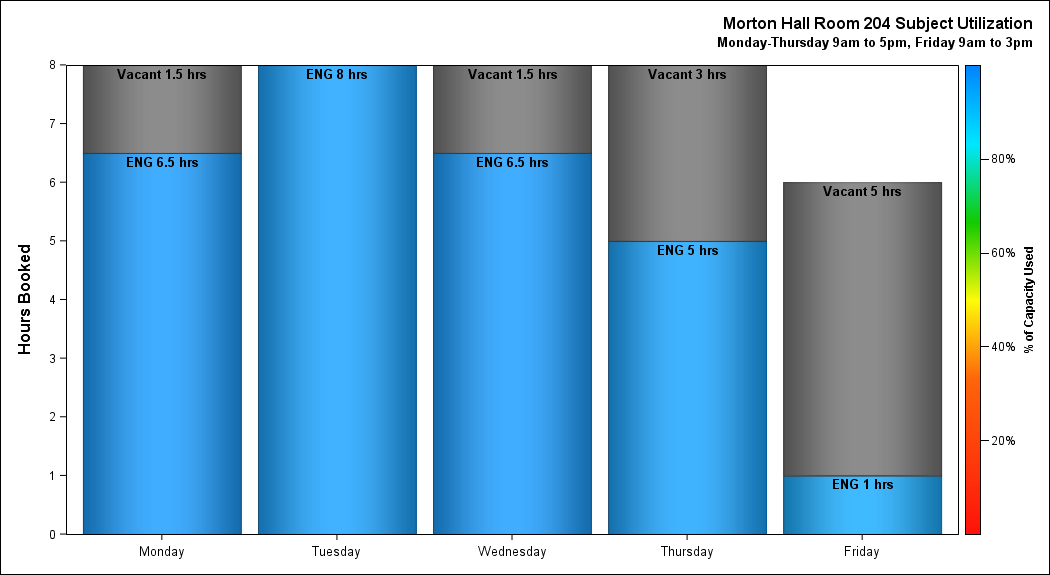 Morton Hall Room 204 Subject Utilization
Monday-Thursday 9am to 5pm, Friday 9am to 3pm
Hours Booked
8
7
6
5
4
3
2
1
0
Vacant 1.5 hrs
ENG 6.5 hrs
ENG 8 hrs
Vacant 1.5 hrs
ENG 6.5 hrs
Vacant 3 hrs
ENG 5 hrs
Vacant 5 hrs
ENG 1 hrs
Monday
Tuesday
Wednesday
Thursday
Friday
80%
60%
40%
20%
% of Capacity Used